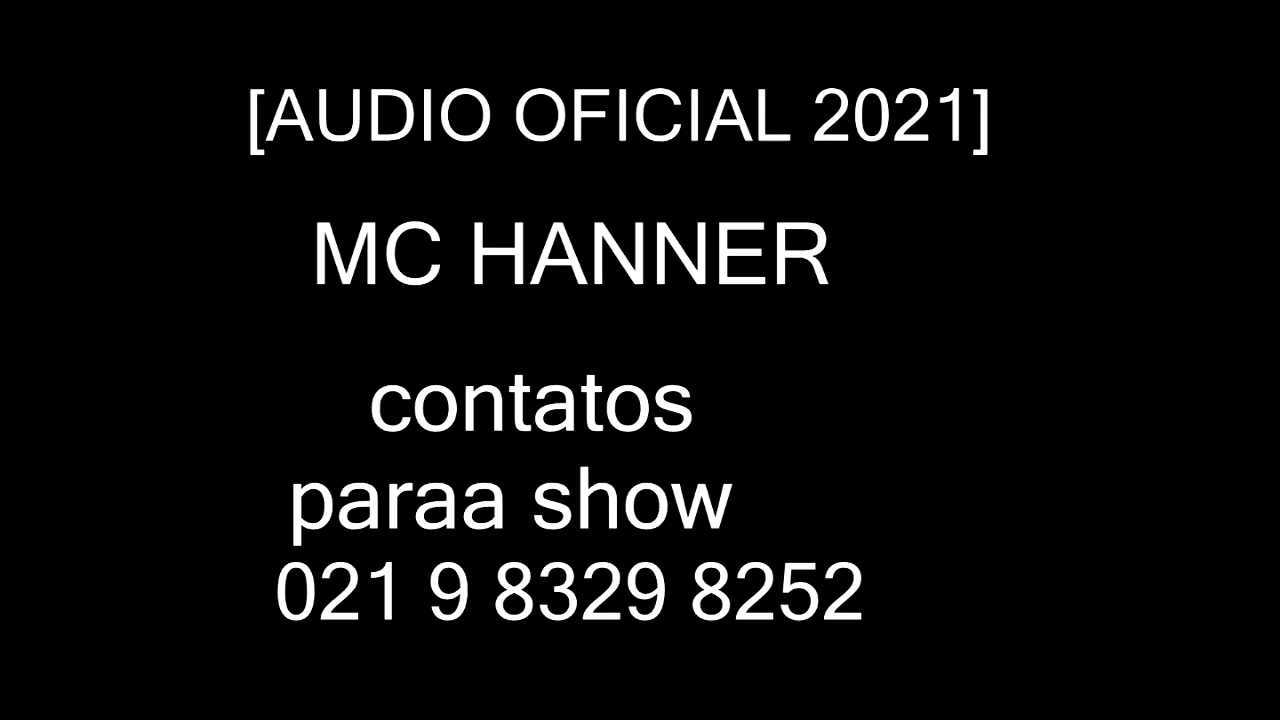 [AUDIO OFICIAL 2021]
MC HANNER
contatos
paraa show
021 9 8329 8252